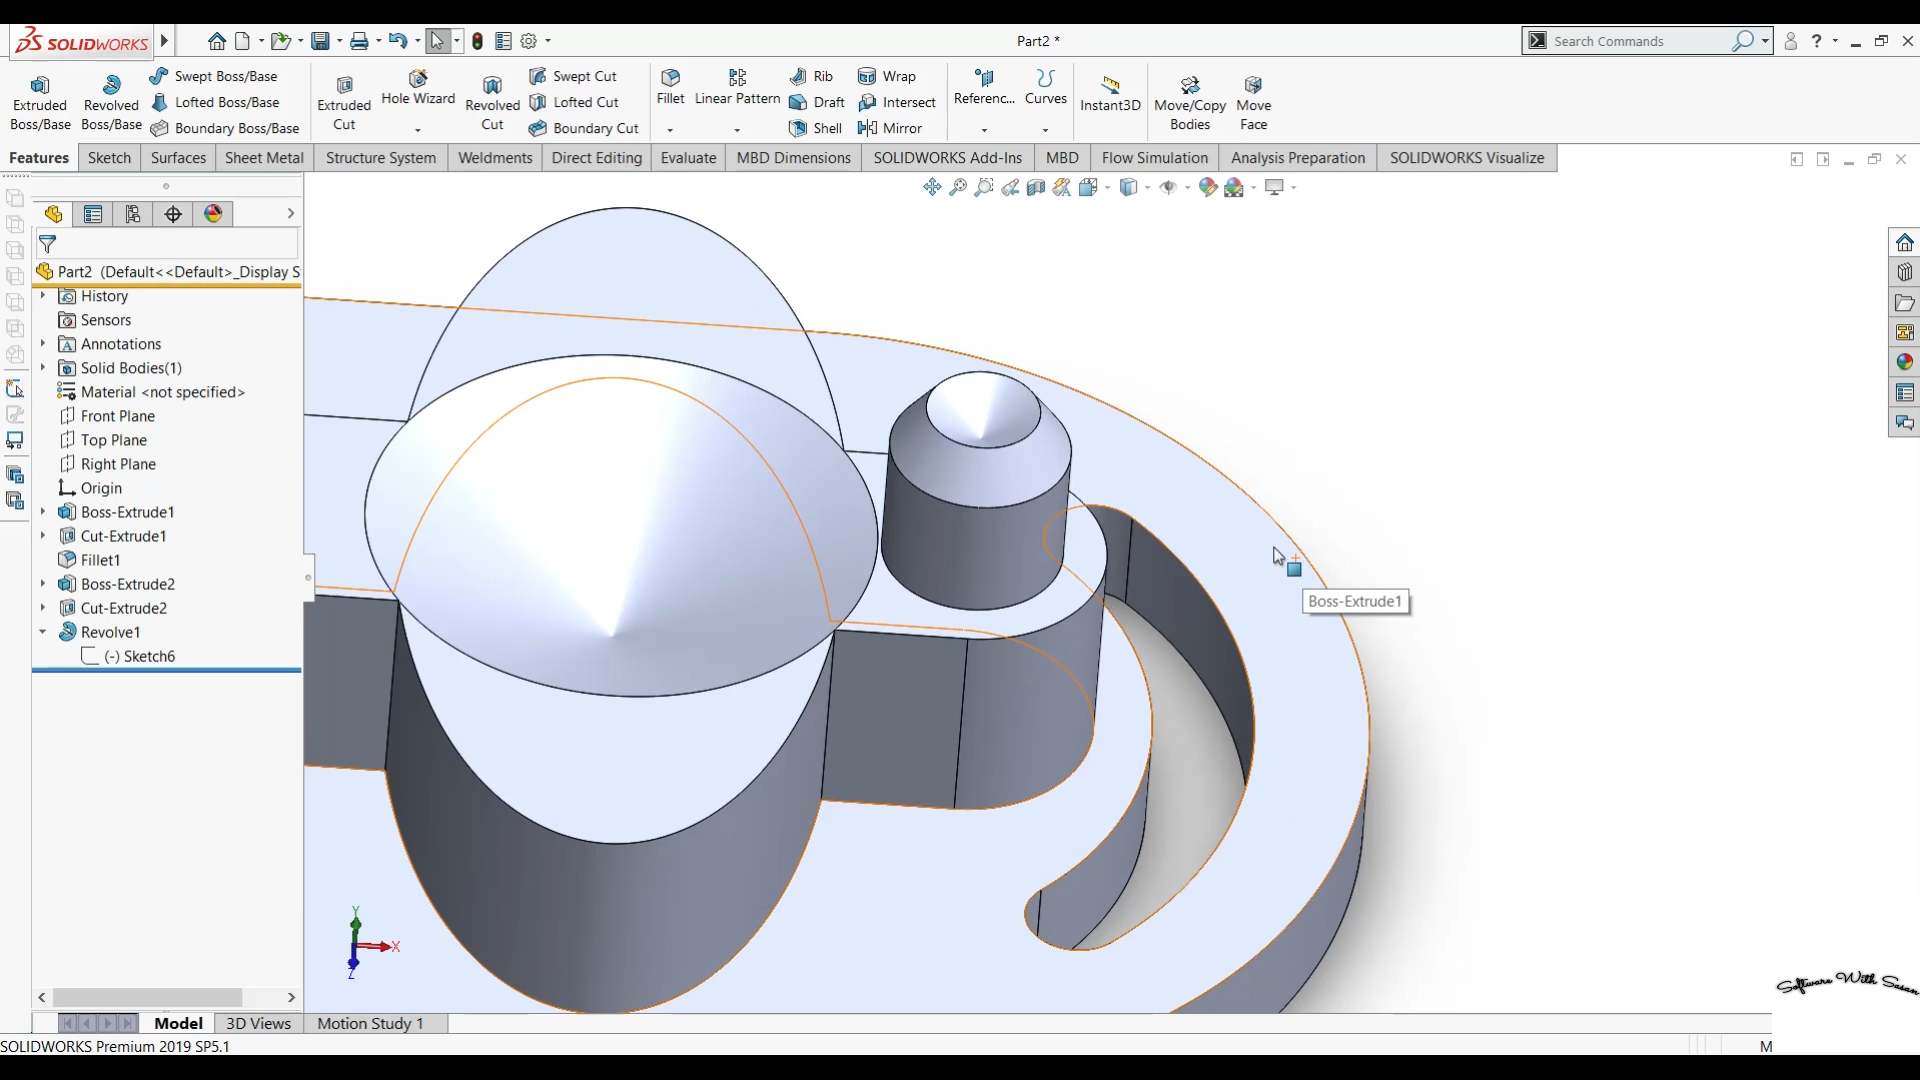 SOLIDWORKS
Part2 *
Search Commands
?
Extruded Boss/Base
Revolved Boss/Base
Swept Boss/Base
Lofted Boss/Base
Boundary Boss/Base
Extruded Cut
Hole Wizard
Revolved Cut
Swept Cut
Lofted Cut
Boundary Cut
Fillet
Linear Pattern
Rib
Draft
Shell
Wrap
Intersect
Mirror
Referenc...
Curves
Instant3D
Move/Copy Bodies
Move Face
Features
Sketch
Surfaces
Sheet Metal
Structure System
Weldments
Direct Editing
Evaluate
MBD Dimensions
SOLIDWORKS Add-Ins
MBD
Flow Simulation
Analysis Preparation
SOLIDWORKS Visualize
Part2 (Default<<Default>_Display S
History
Sensors
Annotations
Solid Bodies(1)
Material <not specified>
Front Plane
Top Plane
Right Plane
Origin
Boss-Extrude1
Cut-Extrude1
Fillet1
Boss-Extrude2
Cut-Extrude2
Revolve1
(-) Sketch6
Boss-Extrude1
Y
X
Z
Software With Sasan
Model
3D Views
Motion Study 1
SOLIDWORKS Premium 2019 SP5.1
M